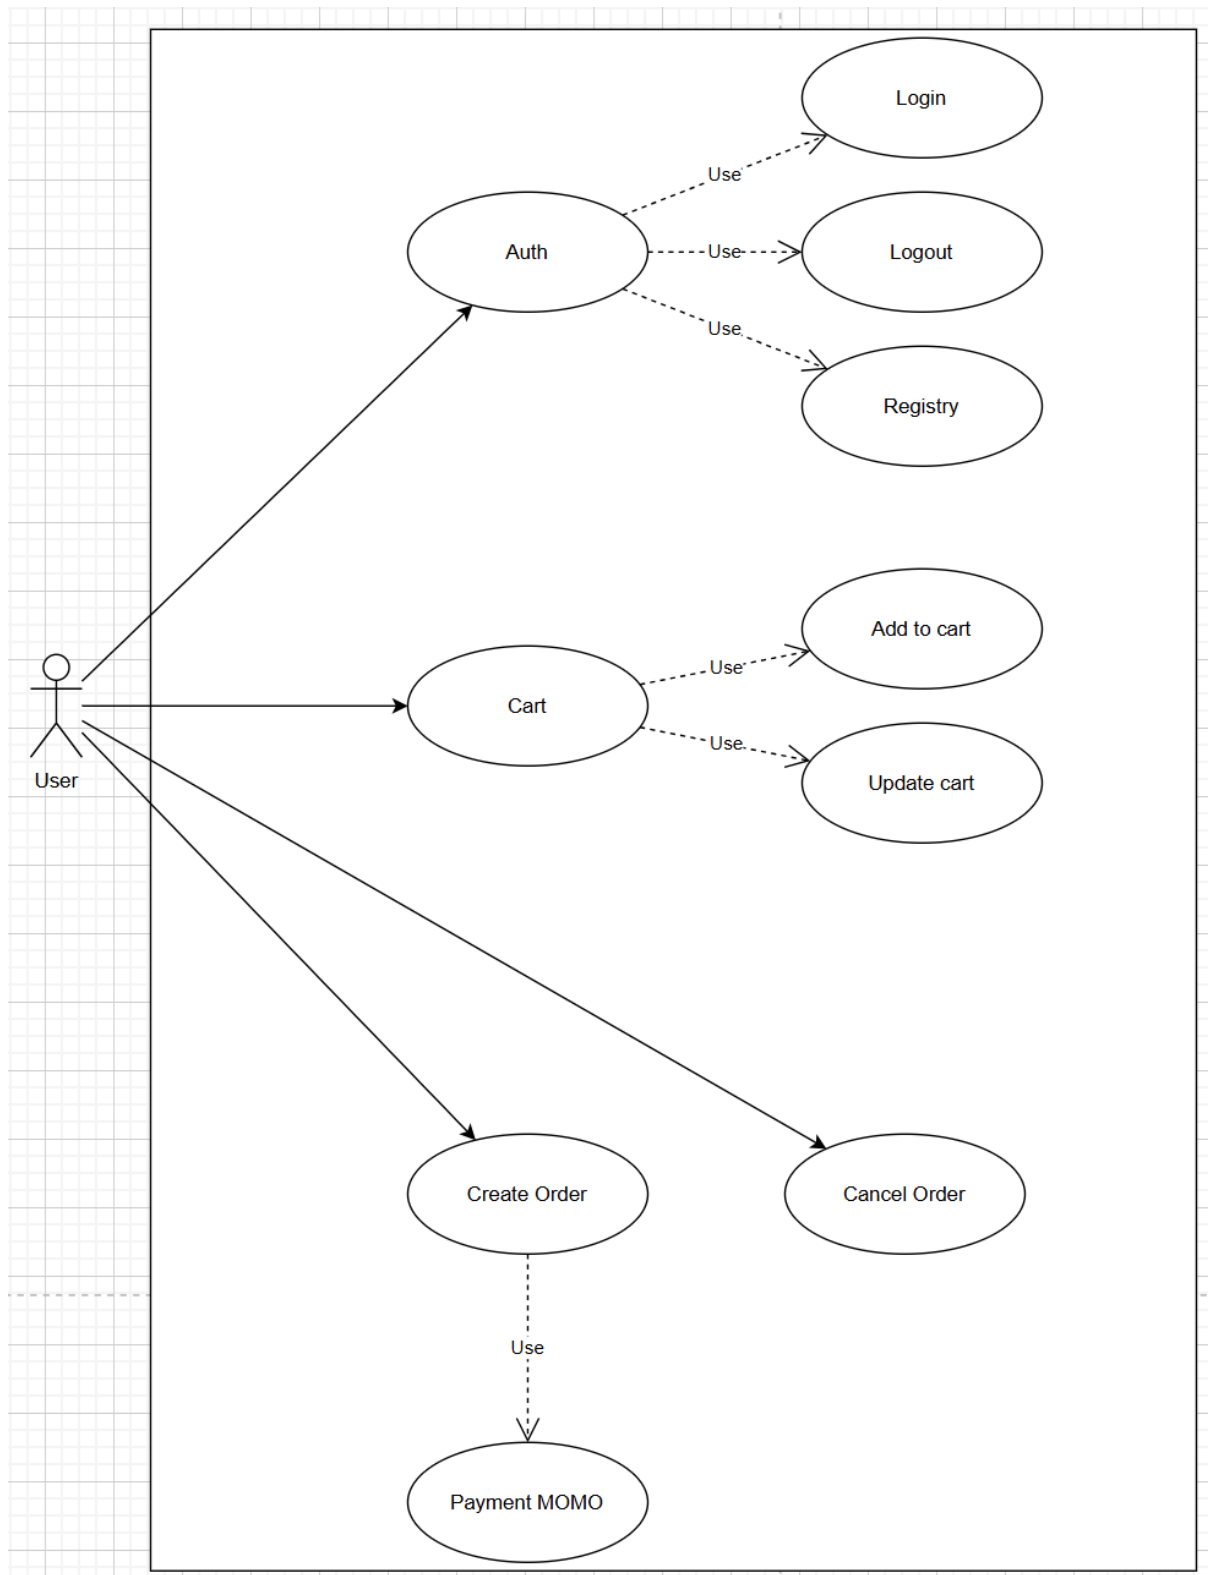 Login
Use
Auth
Use
Logout
Use
Registry
Add to cart
Use
Cart
Use
Update cart
User
Create Order
Cancel Order
Use
Payment MOMO